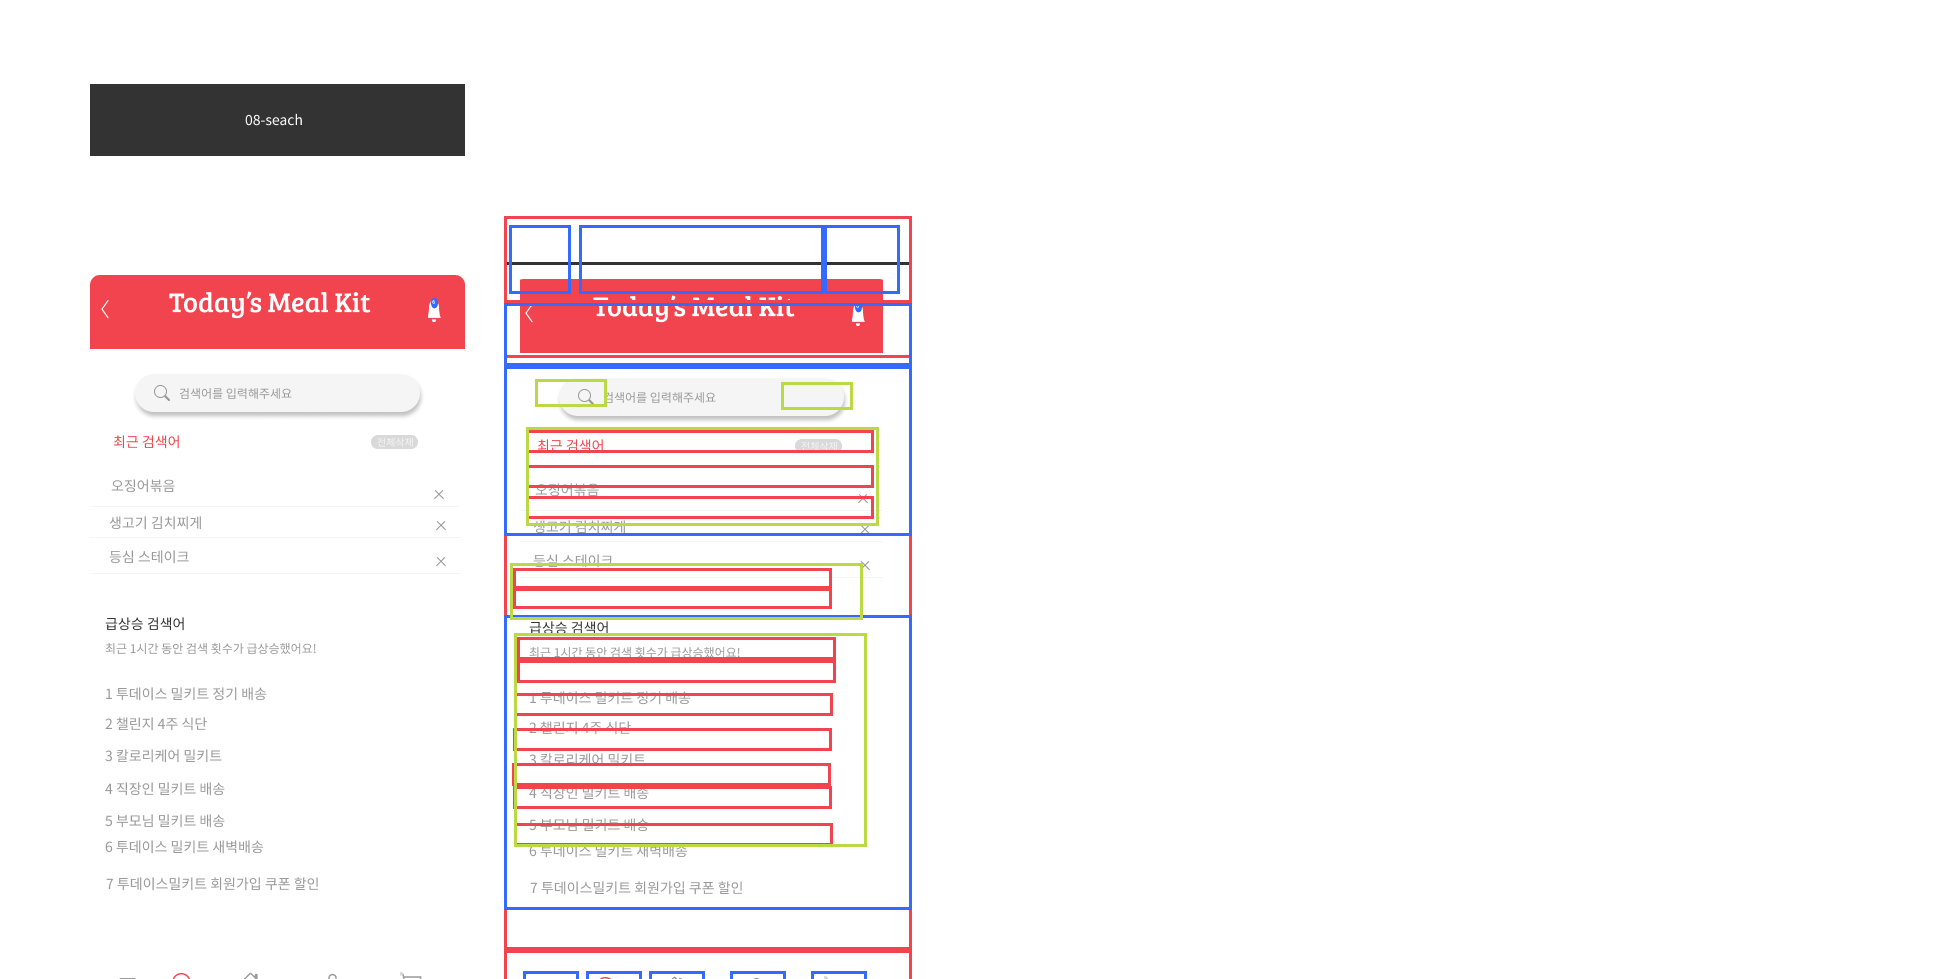 08-seach
Today's Meal Kit
검색어를 입력해주세요
최근 검색어
전체삭제
오징어볶음
생고기 김치찌게
등심 스테이크
급상승 검색어
최근 1시간 동안 검색 횟수가 급상승했어요!
1 투데이스 밀키트 정기 배송
2 챌린지 4주 식단
3 칼로리케어 밀키트
4 직장인 밀키트 배송
5 부모님 밀키트 배송
6 투데이스 밀키트 새벽배송
7 투데이스밀키트 회원가입 쿠폰 할인
Today's Meal Kit
검색어를 입력해주세요
최근 검색어
전체삭제
오징어볶음
생고기 김치찌게
등심 스테이크
급상승 검색어
최근 1시간 동안 검색 횟수가 급상승했어요!
1 투데이스 밀키트 정기 배송
2 챌린지 4주 식단
3 칼로리케어 밀키트
4 직장인 밀키트 배송
5 부모님 밀키트 배송
6 투데이스 밀키트 새벽배송
7 투데이스밀키트 회원가입 쿠폰 할인